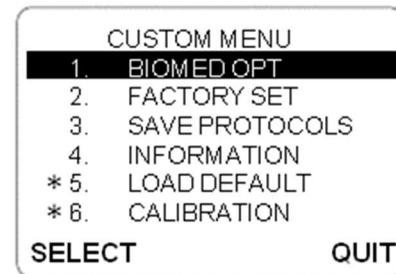 CUSTOM MENU
1. BIOMED OPT
2. FACTORY SET
3. SAVE PROTOCOLS
4. INFORMATION
* 5. LOAD DEFAULT
* 6. CALIBRATION
SELECT QUIT